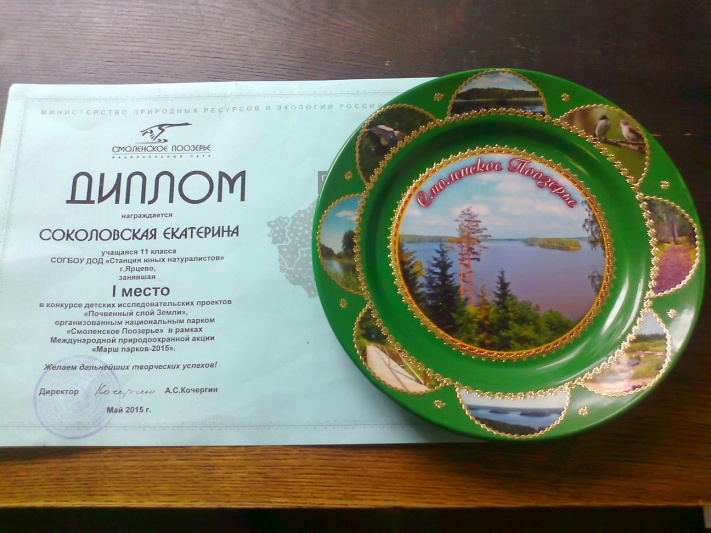 МИНИСТЕРСТВО ПРИРОДНЫХ РЕСУРСОВ И ЭКОЛОГИИ РОССИ
СМОЛЕНСКОЕ ПООЗЕРЬЕ
НАЦИОНАЛЬНЫЙ ПАРК
ДИПЛОМ
награждается
СОКОЛОВСКАЯ ЕКАТЕРИНА
учащаяся 11 класса
СОГБОУ ДОД «Станция юных натуралистов»
г.Ярцево,
занявшая
I место
в конкурсе детских исследовательских проектов
«Почвенный слой Земли»,
организованным национальным парком
«Смоленское Поозерье» в рамках
Международной природоохранной акции
«Марш парков-2015».
Желаем дальнейших творческих успехов!
Директор Кочергин А.С.Кочергин
Май 2015 г.
Смоленское Поозерье